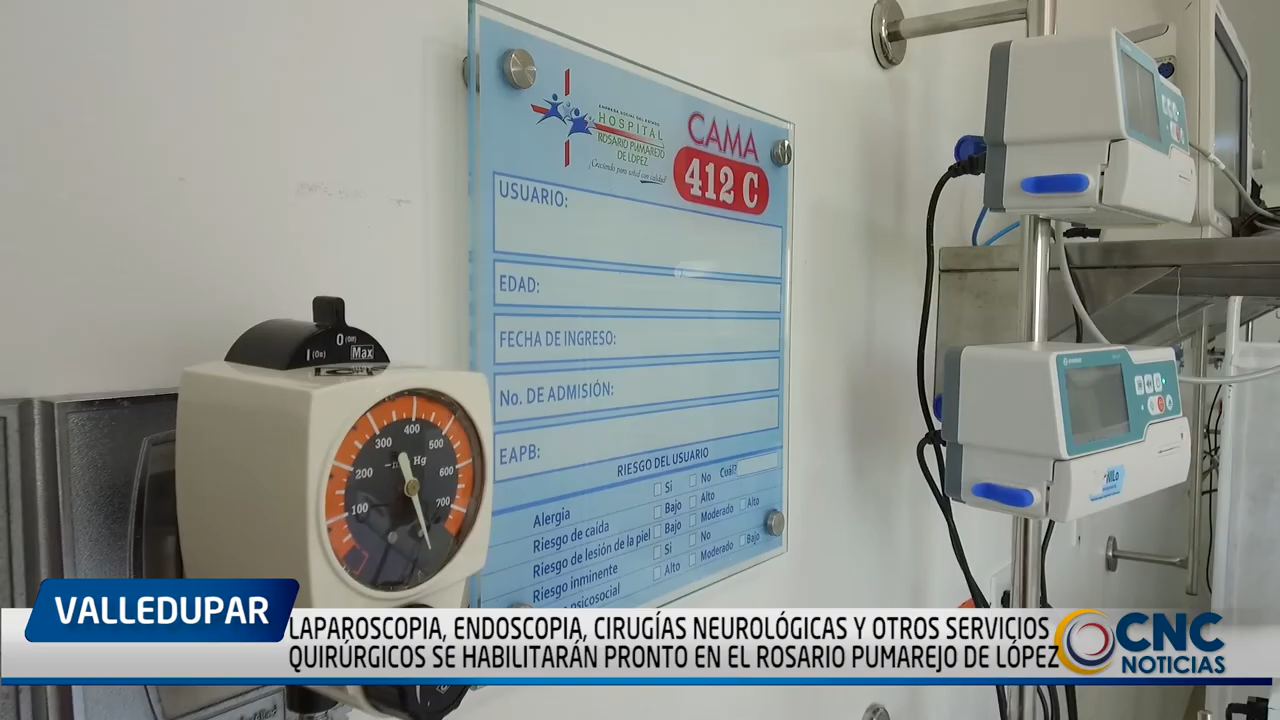 EMPRESA SOCIAL DEL ESTADO
HOSPITAL
ROSARIO PUMAREJO
DE LÓPEZ
¡Creciendo para usted con calidad!
CAMA
412 C
USUARIO:
EDAD:
FECHA DE INGRESO:
No. DE ADMISIÓN:
EAPB:
RIESGO DEL USUARIO
Alergia Si No Cuál?
Riesgo de caída Bajo Alto
Riesgo de lesión de la piel Bajo Moderado Alto
Riesgo inminente Si No
psicosocial Alto Moderado Bajo
0 (Off)
I (On) Max
100 200 300 400 500 600 700
Hg
VALLEDUPAR
LAPAROSCOPIA, ENDOSCOPIA, CIRUGÍAS NEUROLÓGICAS Y OTROS SERVICIOS
QUIRÚRGICOS SE HABILITARÁN PRONTO EN EL ROSARIO PUMAREJO DE LÓPEZ
CNC
NOTICIAS